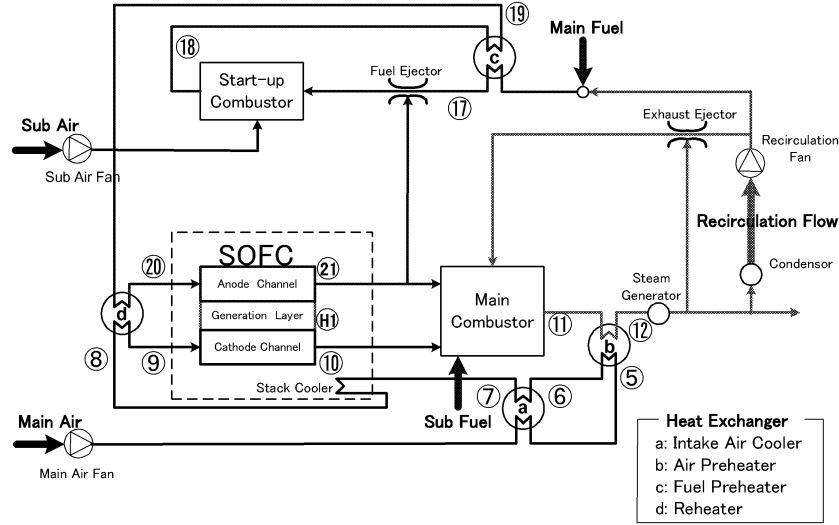 ⑲
Main Fuel
⑱
c
Fuel Ejector
Start-up
Combustor
⑰
Exhaust Ejector
Sub Air
Recirculation
Fan
Sub Air Fan
Recirculation Flow
SOFC
⑳
㉑
Condensor
Anode Channel
Steam
Generator
Main
Combustor
d
Generation Layer
H1
⑪
⑫
Cathode Channel
b
⑧
⑨
⑩
⑤
Stack Cooler
⑦
⑥
a
Main Air
Sub Fuel
Main Air Fan
Heat Exchanger
a: Intake Air Cooler
b: Air Preheater
c: Fuel Preheater
d: Reheater